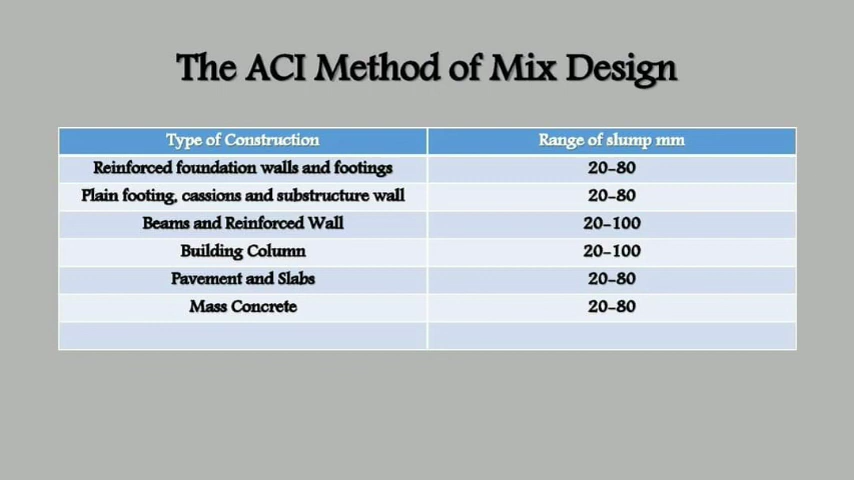 The ACI Method of Mix Design
Type of Construction Range of slump mm
Reinforced foundation walls and footings 20-80
Plain footing, cassions and substructure wall 20-80
Beams and Reinforced Wall 20-100
Building Column 20-100
Pavement and Slabs 20-80
Mass Concrete 20-80